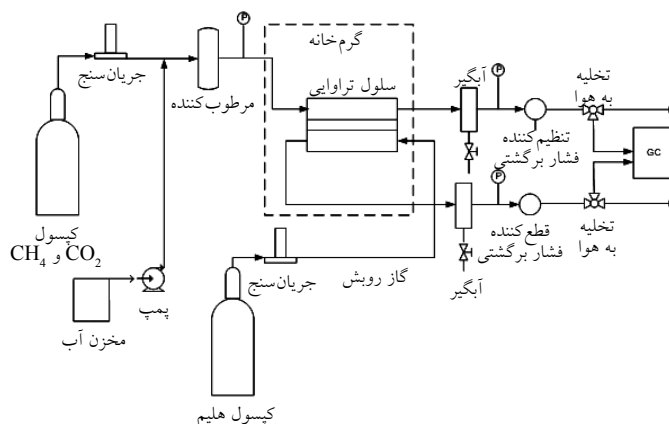 P
گرم‌خانه
جریان‌سنج
سلول تراوایی
مرطوب‌کننده
آبگیر
P
تخلیه
به هوا
تنظیم‌کننده
فشار برگشتی
GC
P
قطع‌کننده
فشار برگشتی
تخلیه
به هوا
کپسول
CH4 و CO2
پمپ
مخزن آب
جریان‌سنج
گاز روبش
آبگیر
کپسول هلیم